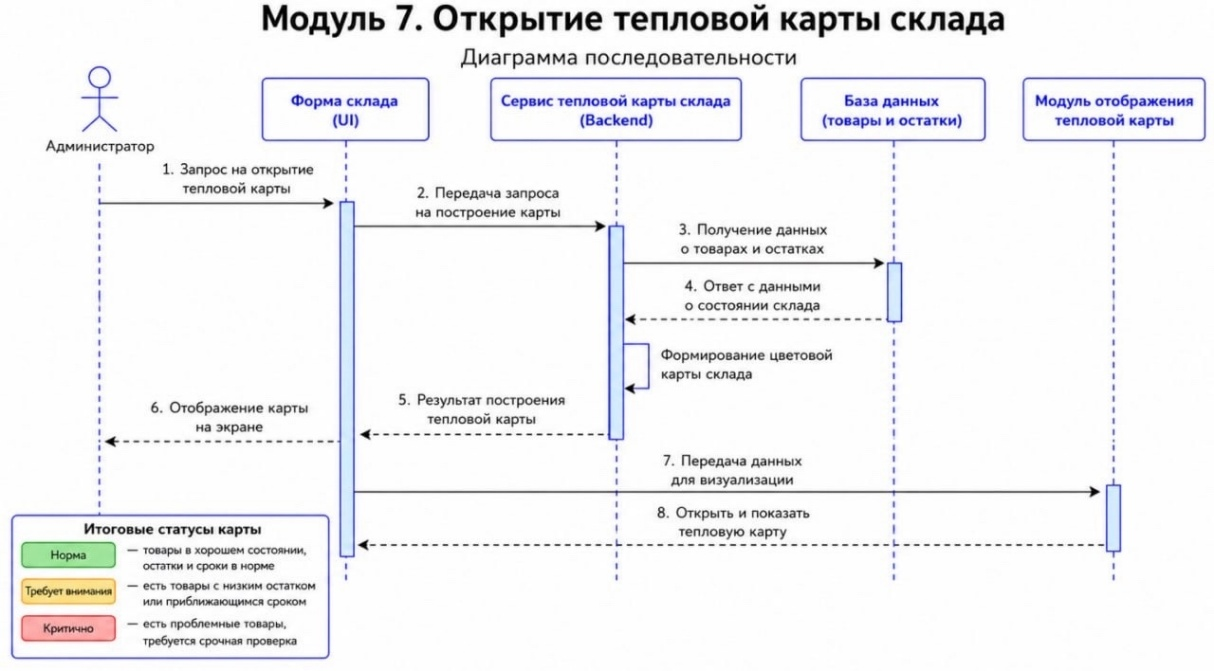 Модуль 7. Открытие тепловой карты склада
Диаграмма последовательности
Администратор
Форма склада
(UI)
Сервис тепловой карты склада
(Backend)
База данных
(товары и остатки)
Модуль отображения
тепловой карты
1. Запрос на открытие
тепловой карты
2. Передача запроса
на построение карты
3. Получение данных
о товарах и остатках
4. Ответ с данными
о состоянии склада
Формирование цветовой
карты склада
5. Результат построения
тепловой карты
6. Отображение карты
на экране
7. Передача данных
для визуализации
8. Открыть и показать
тепловую карту
Итоговые статусы карты
Норма
— товары в хорошем состоянии,
остатки и сроки в норме
Требует внимания
— есть товары с низким остатком
или приближающимся сроком
Критично
— есть проблемные товары,
требуется срочная проверка